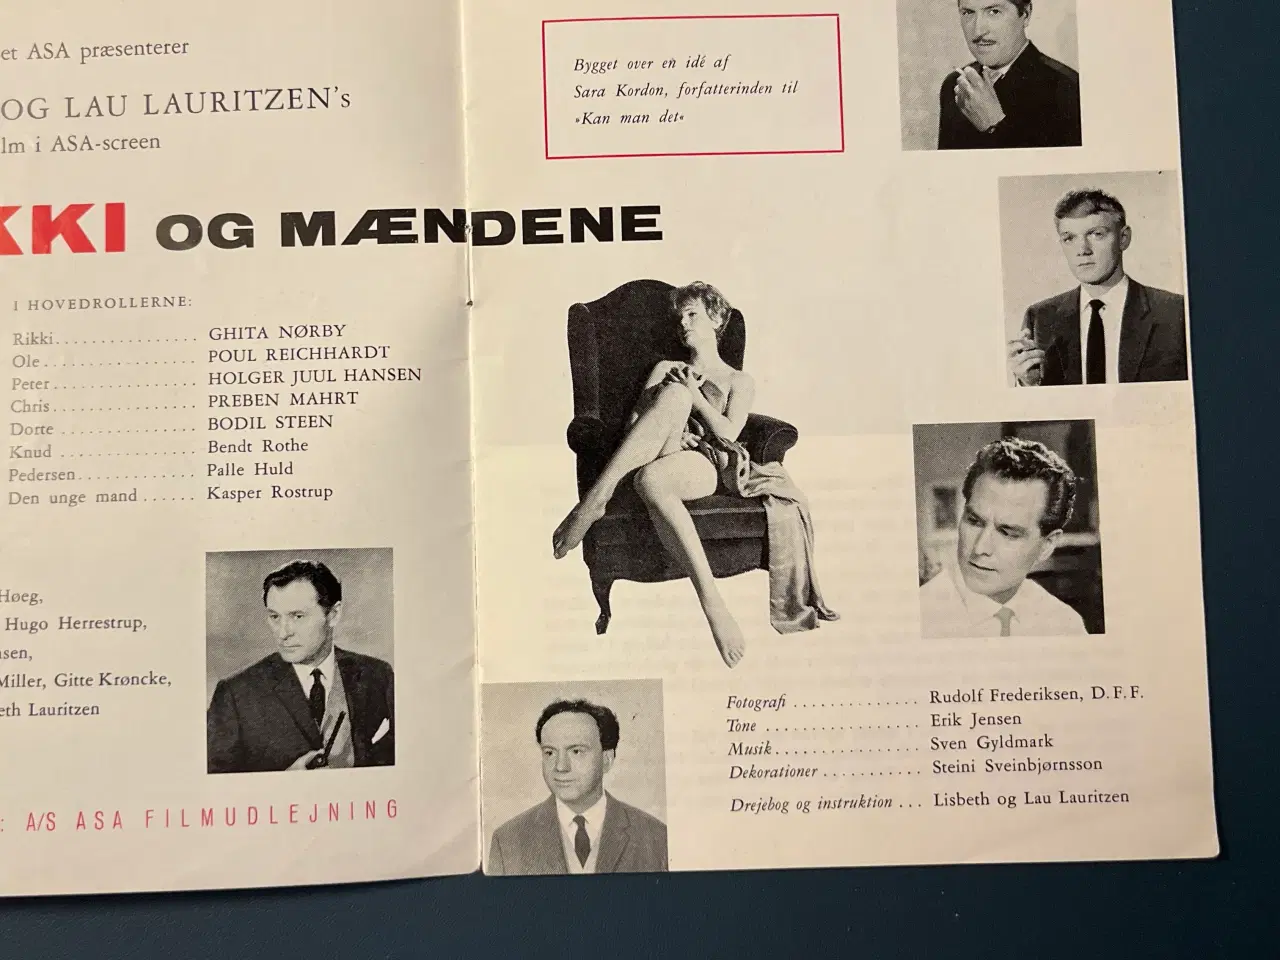 et ASA præsenterer
OG LAU LAURITZEN's
lm i ASA-screen
KKI OG MÆNDENE
I HOVEDROLLERNE:
Rikki. . . . . . . . . . . . . . . . GHITA NØRBY
Ole . . . . . . . . . . . . . . . . . POUL REICHHARDT
Peter . . . . . . . . . . . . . . . . HOLGER JUUL HANSEN
Chris . . . . . . . . . . . . . . . . PREBEN MAHRT
Dorte . . . . . . . . . . . . . . . BODIL STEEN
Knud . . . . . . . . . . . . . . . Bendt Rothe
Pedersen . . . . . . . . . . . . . Palle Huld
Den unge mand . . . . . . Kasper Rostrup
Høeg,
Hugo Herrestrup,
sen,
Miller, Gitte Krøncke,
eth Lauritzen
: A/S ASA FILMUDLEJNING
Bygget over en idé af
Sara Kordon, forfatterinden til
»Kan man det«
Fotografi . . . . . . . . . . . . . . Rudolf Frederiksen, D. F. F.
Tone . . . . . . . . . . . . . . . . . Erik Jensen
Musik . . . . . . . . . . . . . . . . Sven Gyldmark
Dekorationer . . . . . . . . . . . Steini Sveinbjørnsson
Drejebog og instruktion . . . Lisbeth og Lau Lauritzen